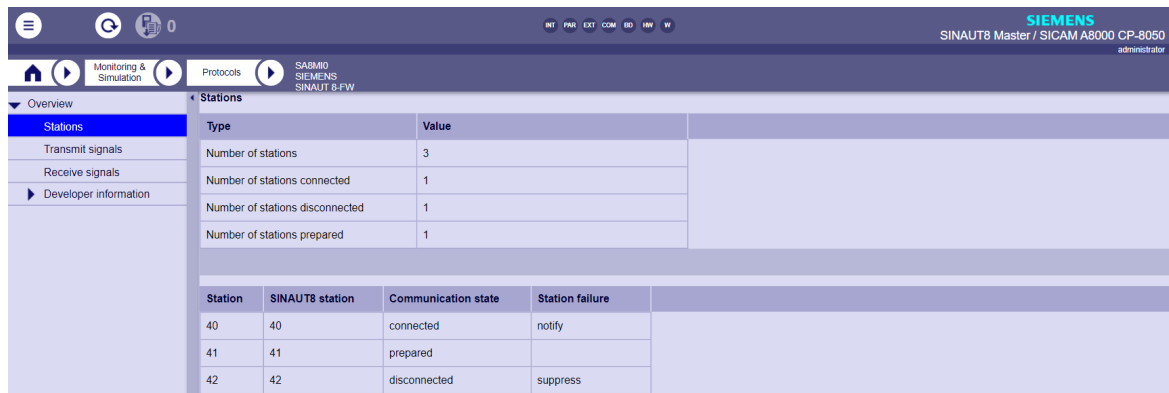 0
INT PAR EXT COM BD HW W
SIEMENS
SINAUT8 Master / SICAM A8000 CP-8050
administrator
Monitoring &
Simulation
Protocols
SA8MI0
SIEMENS
SINAUT 8-FW
Overview
Stations
Transmit signals
Receive signals
Developer information
Stations
Type Value
Number of stations 3
Number of stations connected 1
Number of stations disconnected 1
Number of stations prepared 1
Station SINAUT8 station Communication state Station failure
40 40 connected notify
41 41 prepared
42 42 disconnected suppress